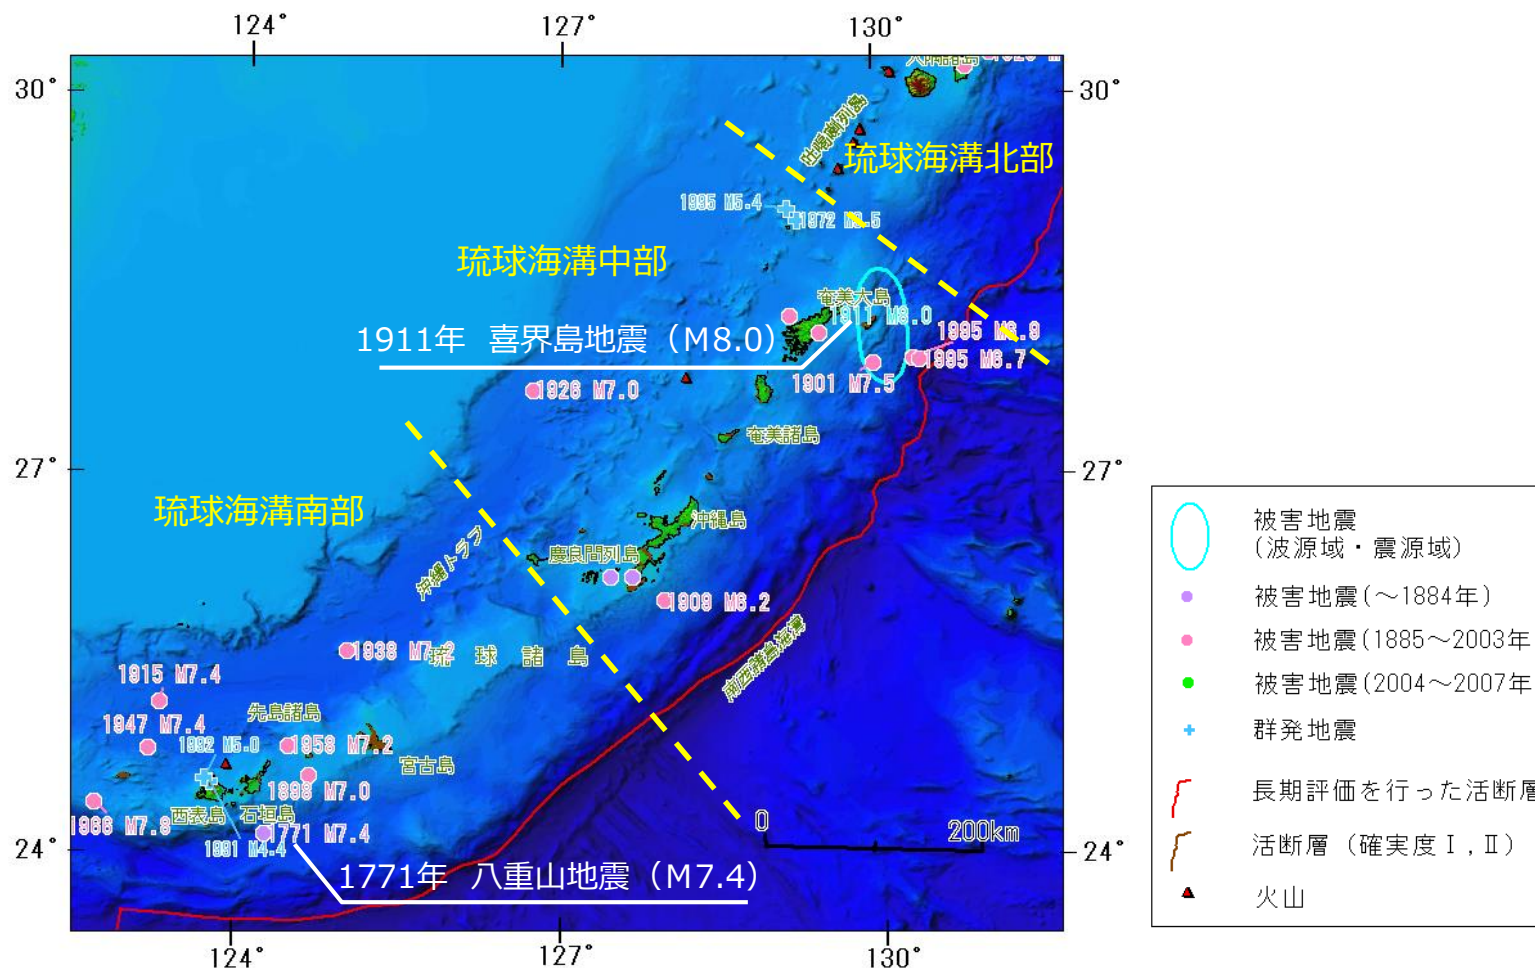 124°
127°
130°
30°
30°
大隅諸島
吐噶喇列島
琉球海溝北部
1995 M5.4
琉球海溝中部
奄美大島
1911 M8.0
1911年 喜界島地震（M8.0）
1995 M6.9
1995 M6.7
1901 M7.5
1926 M7.0
奄美諸島
27°
27°
琉球海溝南部
沖縄島
沖縄トラフ
慶良間列島
1909 M6.2
1938 M7.2
琉球諸島
南西諸島海溝
1915 M7.4
先島諸島
1947 M7.4
1992 M5.0
1958 M7.2
宮古島
1898 M7.0
1966 M7.8
西表島
石垣島
1771 M7.4
1991 M4.4
0
200km
24°
24°
1771年 八重山地震（M7.4）
124°
127°
130°
被害地震
(波源域・震源域)
被害地震(～1884年)
被害地震(1885～2003年
被害地震(2004～2007年
群発地震
長期評価を行った活断層
活断層（確実度Ⅰ,Ⅱ）
火山